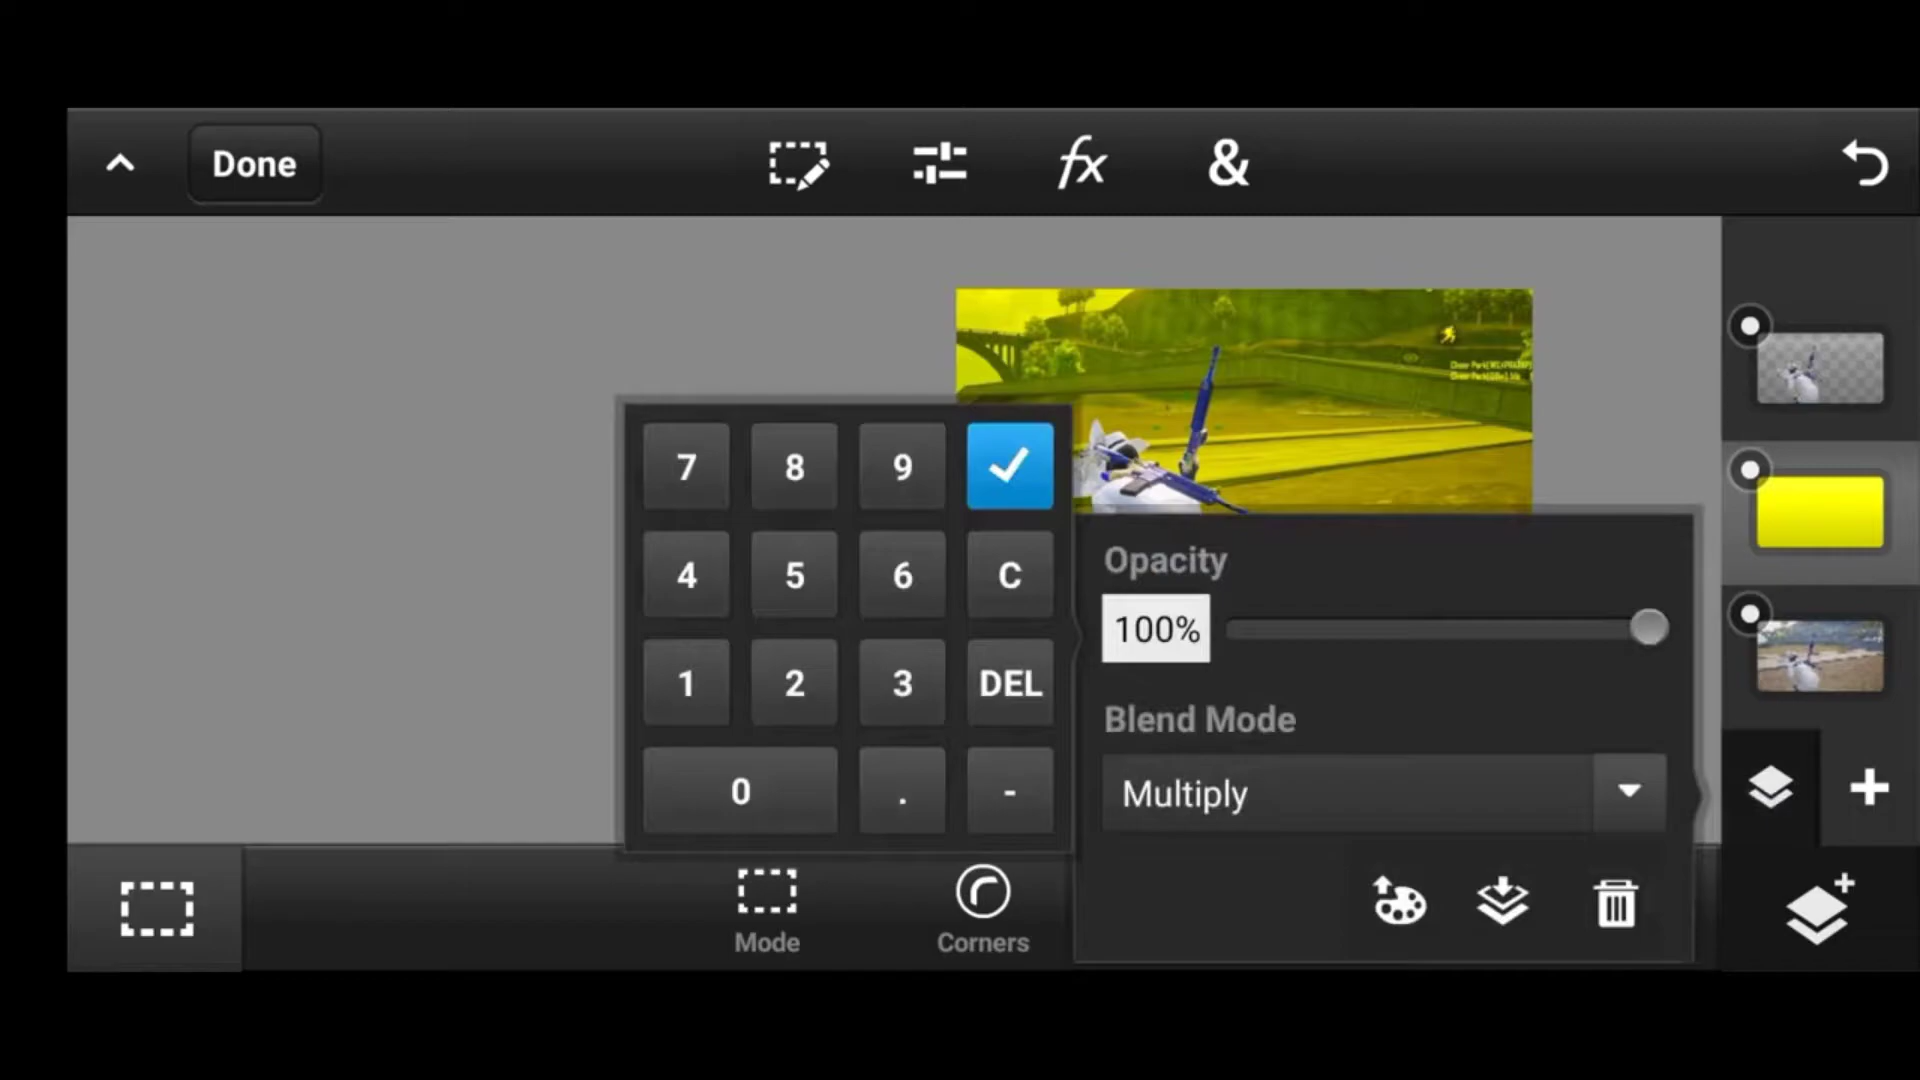 Done
fx
&
7
8
9
Opacity
4
5
6
C
100%
1
2
3
DEL
Blend Mode
0
.
-
Multiply
Mode
Corners